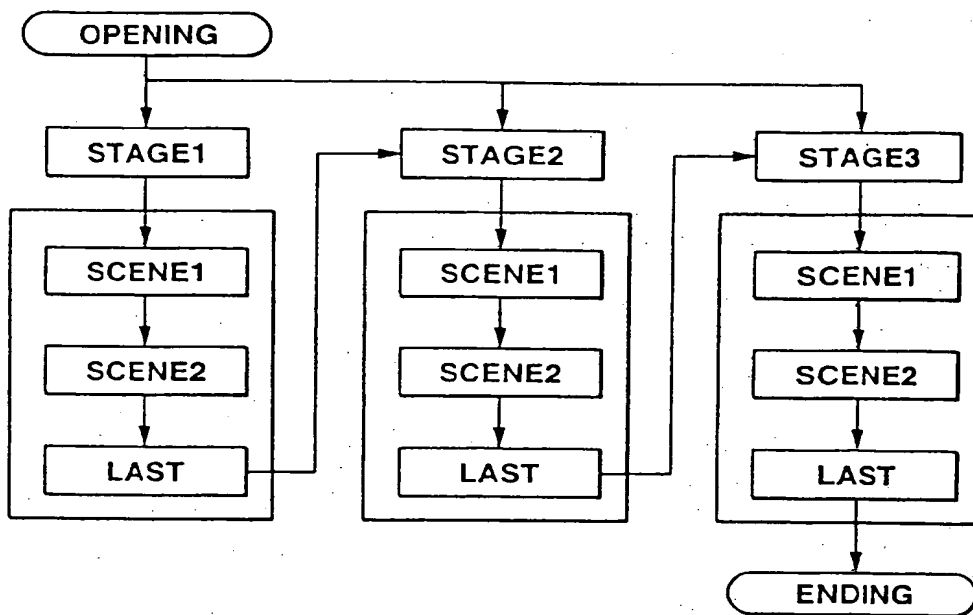 OPENING
STAGE1
STAGE2
STAGE3
SCENE1
SCENE1
SCENE1
SCENE2
SCENE2
SCENE2
LAST
LAST
LAST
ENDING